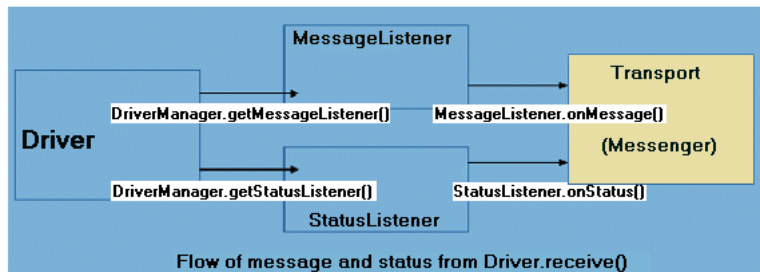 MessageListener
Transport
DriverManager.getMessageListener()
MessageListener.onMessage()
Driver
(Messenger)
DriverManager.getStatusListener()
StatusListener.onStatus()
StatusListener
Flow of message and status from Driver.receive()